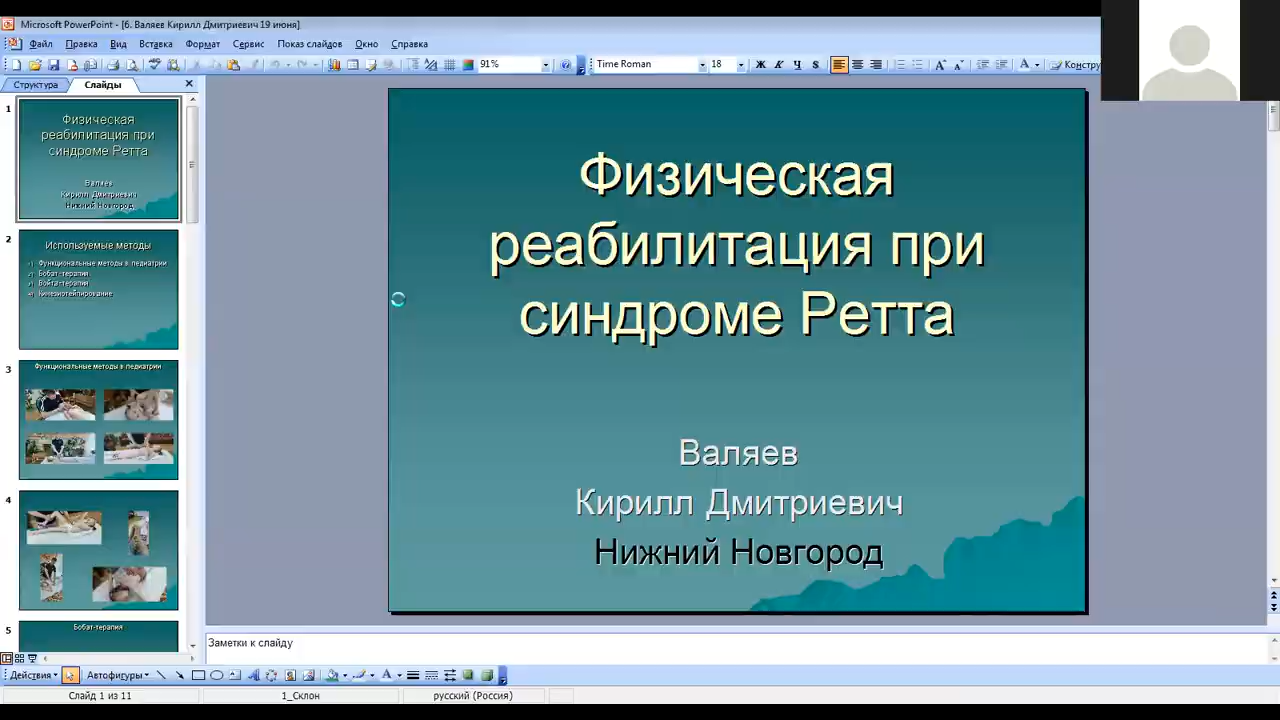 Microsoft PowerPoint - [6. Валяев Кирилл Дмитриевич 19 июня]
Файл Правка Вид Вставка Формат Сервис Показ слайдов Окно Справка
91% Time Roman 18 Ж К Ч S Констру
Структура Слайды
1
Физическая
реабилитация при
синдроме Ретта
Валяев
Кирилл Дмитриевич
Нижний Новгород
2
Используемые методы
Функциональные методы в педиатрии
Бобат-терапия
Войта-терапия
Кинезиотейпирование
3
Функциональные методы в педиатрии
4
5
Бобат-терапия
Физическая
реабилитация при
синдроме Ретта
Валяев
Кирилл Дмитриевич
Нижний Новгород
Заметки к слайду
Действия Автофигуры
Слайд 1 из 11 1_Склон русский (Россия)